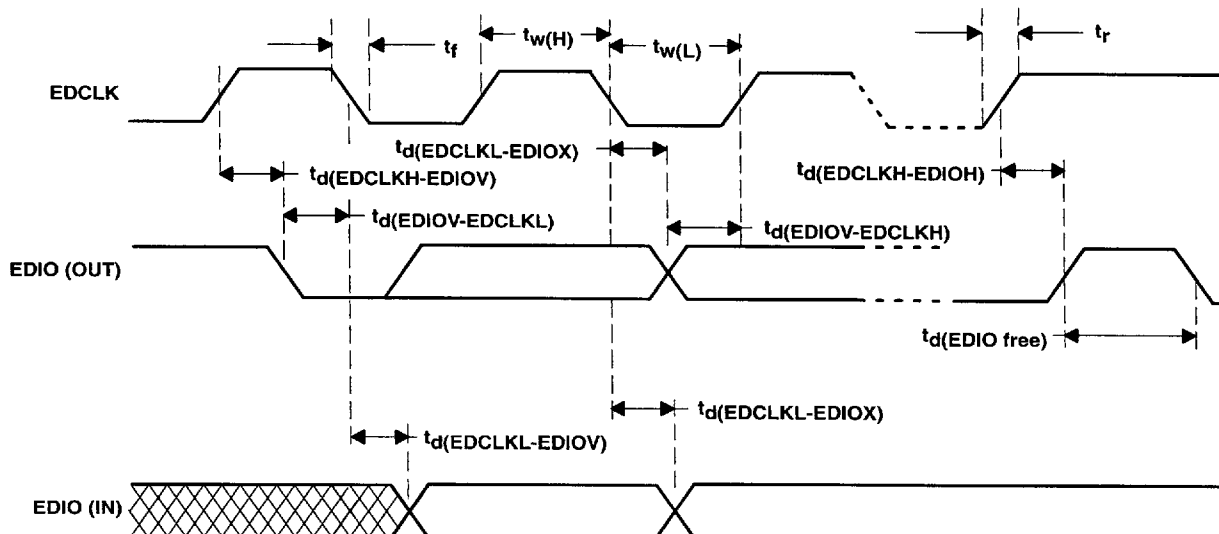 tf
tw(H)
tw(L)
tr
EDCLK
td(EDCLKL-EDIOX)
td(EDCLKH-EDIOH)
td(EDCLKH-EDIOV)
td(EDIOV-EDCLKL)
td(EDIOV-EDCLKH)
EDIO (OUT)
td(EDIO free)
td(EDCLKL-EDIOX)
td(EDCLKL-EDIOV)
EDIO (IN)